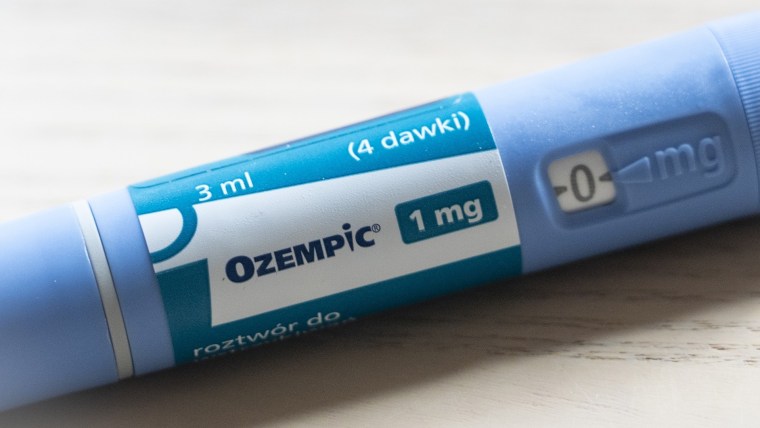 (4 dawki)
3 ml
OZEMPIC® 1 mg
roztwór do
0 mg